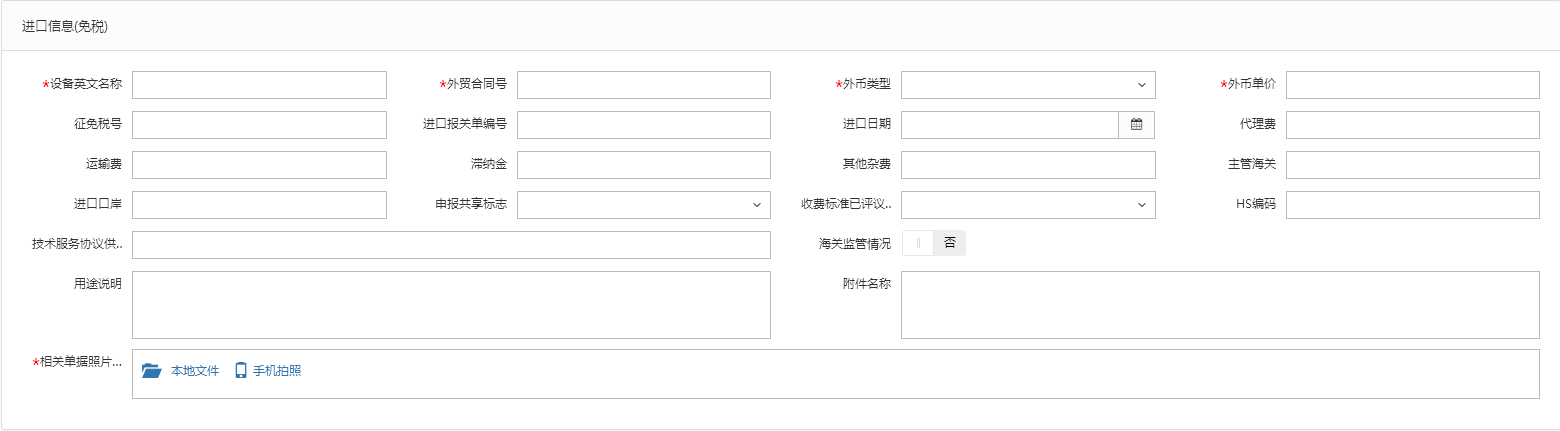 进口信息(免税)
*设备英文名称 *外贸合同号 *外币类型 *外币单价
征免税号 进口报关单编号 进口日期 代理费
运输费 滞纳金 其他杂费 主管海关
进口口岸 申报共享标志 收费标准已评议.. HS编码
技术服务协议供.. 海关监管情况 否
用途说明 附件名称
*相关单据照片... 本地文件 手机拍照